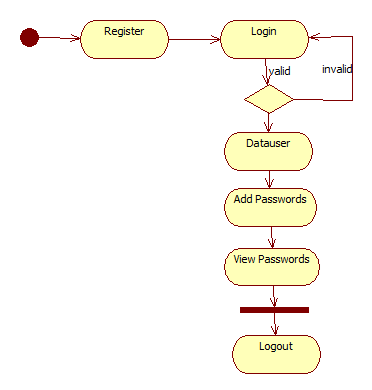 Register
Login
valid
invalid
Datauser
Add Passwords
View Passwords
Logout